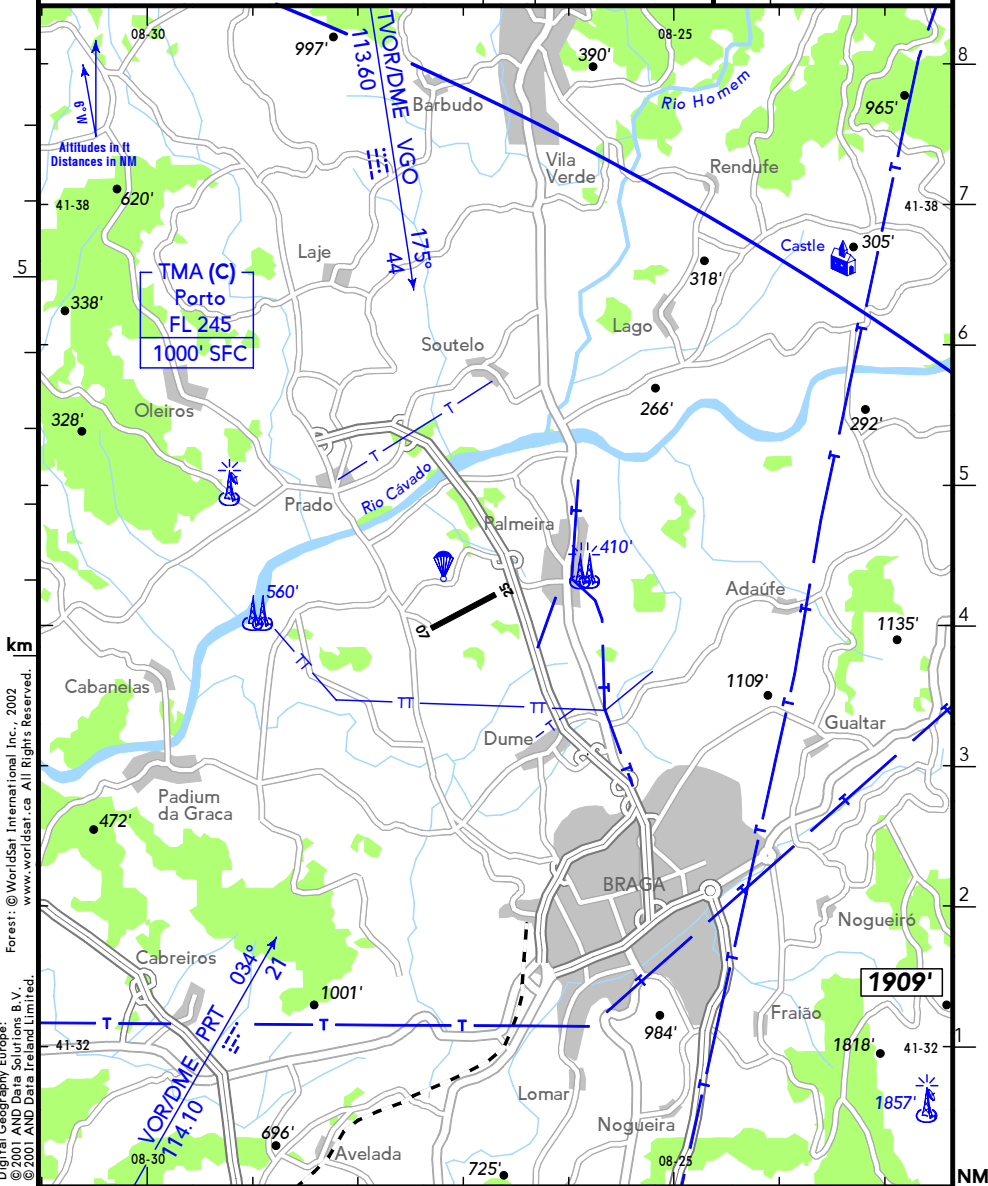 08-30
08-25
8
997'
390'
TVOR/DME VGO
113.60
175°
44
Barbudo
Rio Homem
965'
6°W
Altitudes in ft
Distances in NM
Vila
Verde
Rendufe
7
620'
41-38
41-38
Laje
Castle
305'
5
TMA (C)
Porto
FL 245
1000' SFC
318'
338'
Lago
6
Soutelo
266'
Oleiros
328'
292'
T
T
Prado
Rio Cávado
5
Palmeira
410'
560'
25
07
Adaúfe
4
1135'
km
TT
TT
TT
Cabanelas
1109'
Gualtar
Dume
T
3
Padium
da Graca
472'
BRAGA
2
Nogueiró
Cabreiros
034°
21
VOR/DME PRT
114.10
1001'
1909'
984'
Fraião
T
T
T
41-32
1818'
41-32
1
1857'
Lomar
Nogueira
696'
Avelada
725'
08-30
08-25
NM
Forest: © WorldSat International Inc., 2002
www.worldsat.ca All Rights Reserved.
Digital Geography Europe:
© 2001 AND Data Solutions B.V.
© 2001 AND Data Ireland Limited.